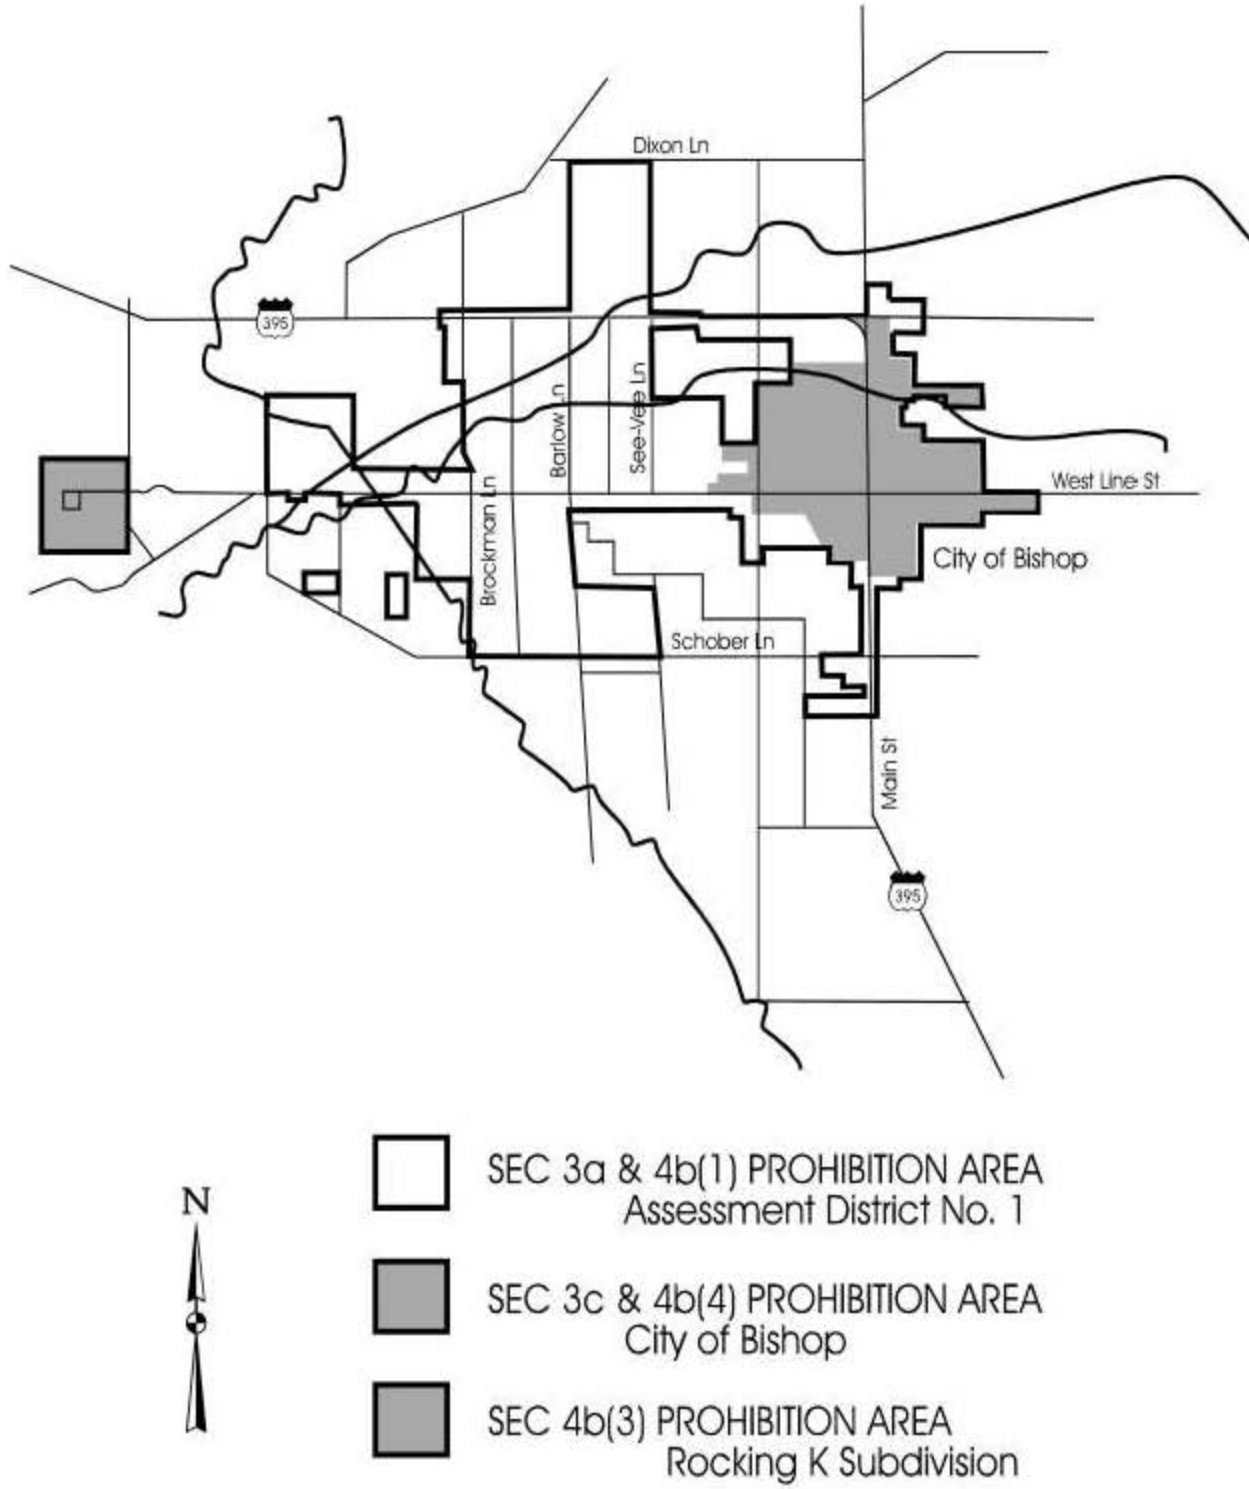 Dixon Ln
395
Barlow Ln
See-Vee Ln
Brockman Ln
West Line St
City of Bishop
Schober Ln
Main St
395
N
SEC 3a & 4b(1) PROHIBITION AREA
Assessment District No. 1
SEC 3c & 4b(4) PROHIBITION AREA
City of Bishop
SEC 4b(3) PROHIBITION AREA
Rocking K Subdivision